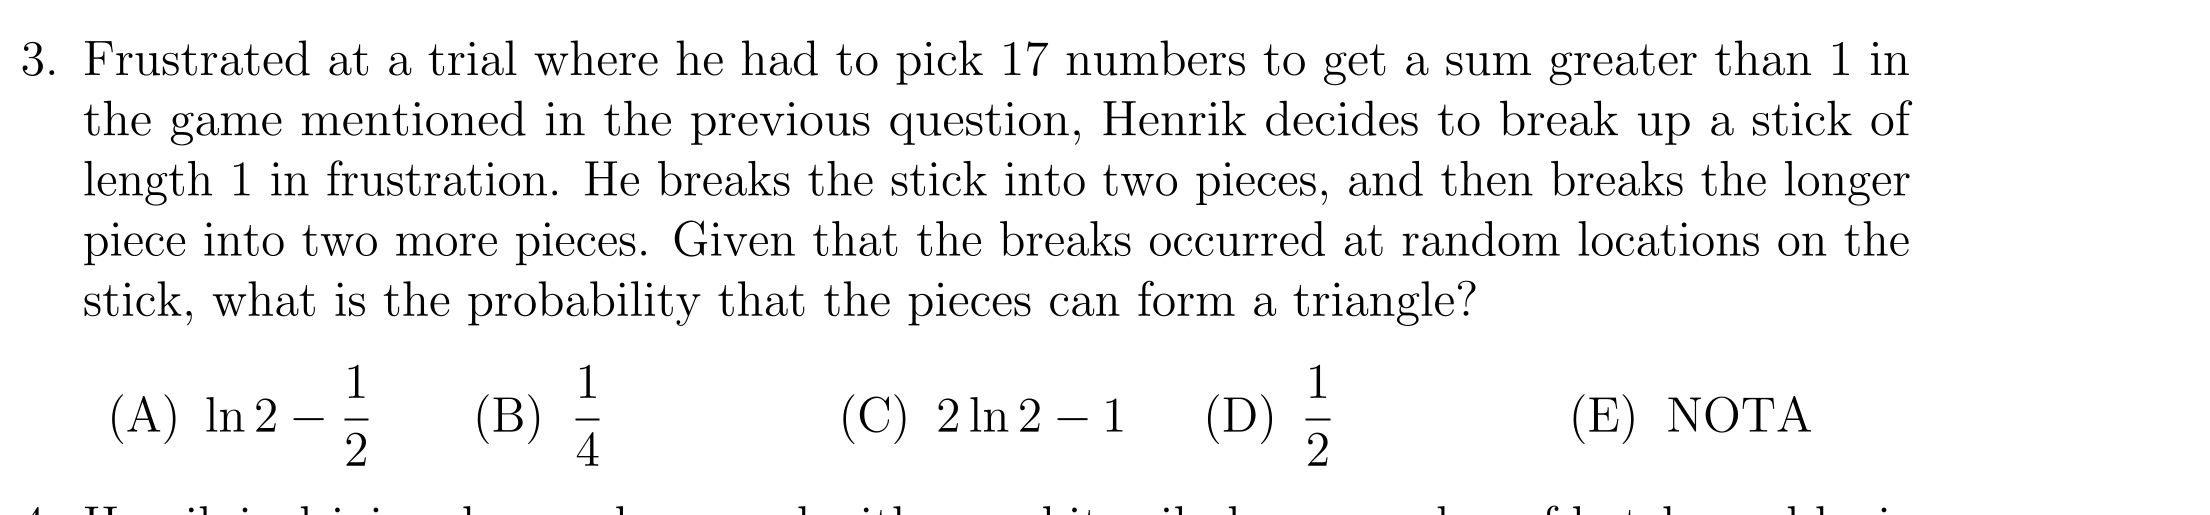 3. Frustrated at a trial where he had to pick 17 numbers to get a sum greater than 1 in
the game mentioned in the previous question, Henrik decides to break up a stick of
length 1 in frustration. He breaks the stick into two pieces, and then breaks the longer
piece into two more pieces. Given that the breaks occurred at random locations on the
stick, what is the probability that the pieces can form a triangle?
(A) ln 2 − 1/2 (B) 1/4 (C) 2 ln 2 − 1 (D) 1/2 (E) NOTA